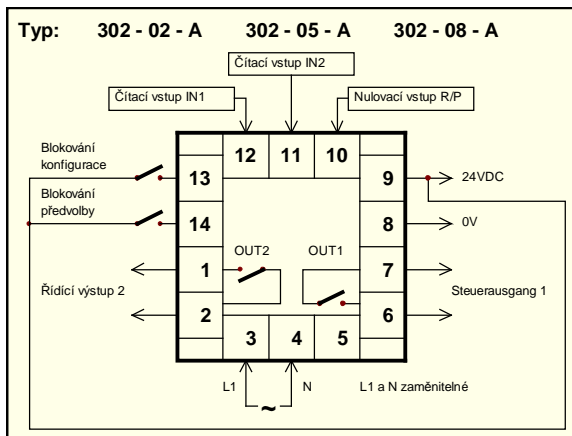 Typ: 302 - 02 - A 302 - 05 - A 302 - 08 - A
Čítací vstup IN2
Čítací vstup IN1
Nulovací vstup R/P
Blokování
konfigurace
12 11 10
13
9
24VDC
Blokování
předvolby
14
8
0V
OUT2
OUT1
1
7
Řídící výstup 2
Steuerausgang 1
2
6
3 4 5
L1
N
L1 a N zaměnitelné
~